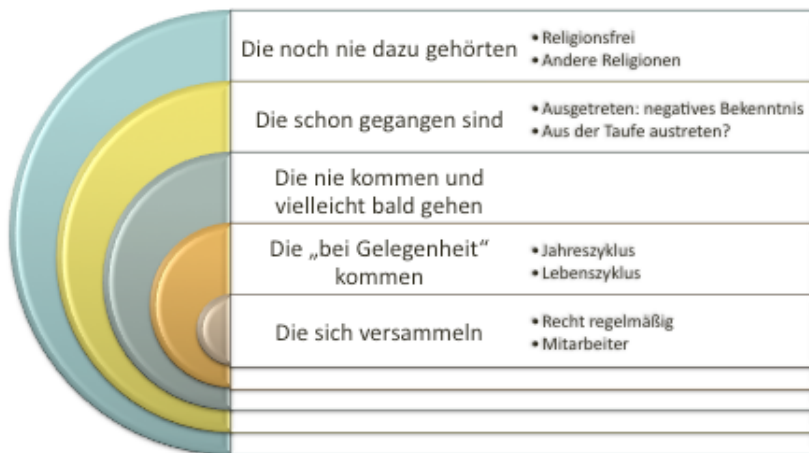 Die noch nie dazu gehörten
• Religionsfrei
• Andere Religionen
Die schon gegangen sind
• Ausgetreten: negatives Bekenntnis
• Aus der Taufe austreten?
Die nie kommen und
vielleicht bald gehen
Die „bei Gelegenheit“
kommen
• Jahreszyklus
• Lebenszyklus
Die sich versammeln
• Recht regelmäßig
• Mitarbeiter